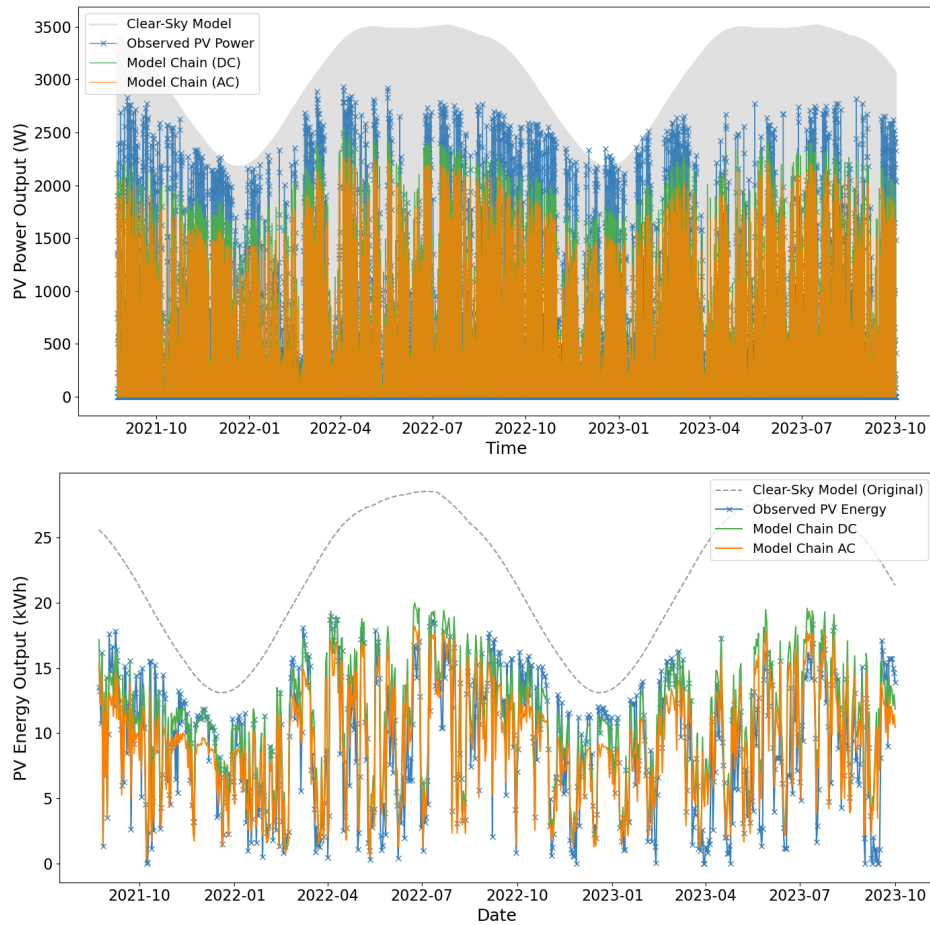 3500
3000
2500
2000
1500
1000
500
0
PV Power Output (W)
Clear-Sky Model
Observed PV Power
Model Chain (DC)
Model Chain (AC)
2021-10
2022-01
2022-04
2022-07
2022-10
2023-01
2023-04
2023-07
2023-10
Time
25
20
15
10
5
0
PV Energy Output (kWh)
Clear-Sky Model (Original)
Observed PV Energy
Model Chain DC
Model Chain AC
2021-10
2022-01
2022-04
2022-07
2022-10
2023-01
2023-04
2023-07
2023-10
Date